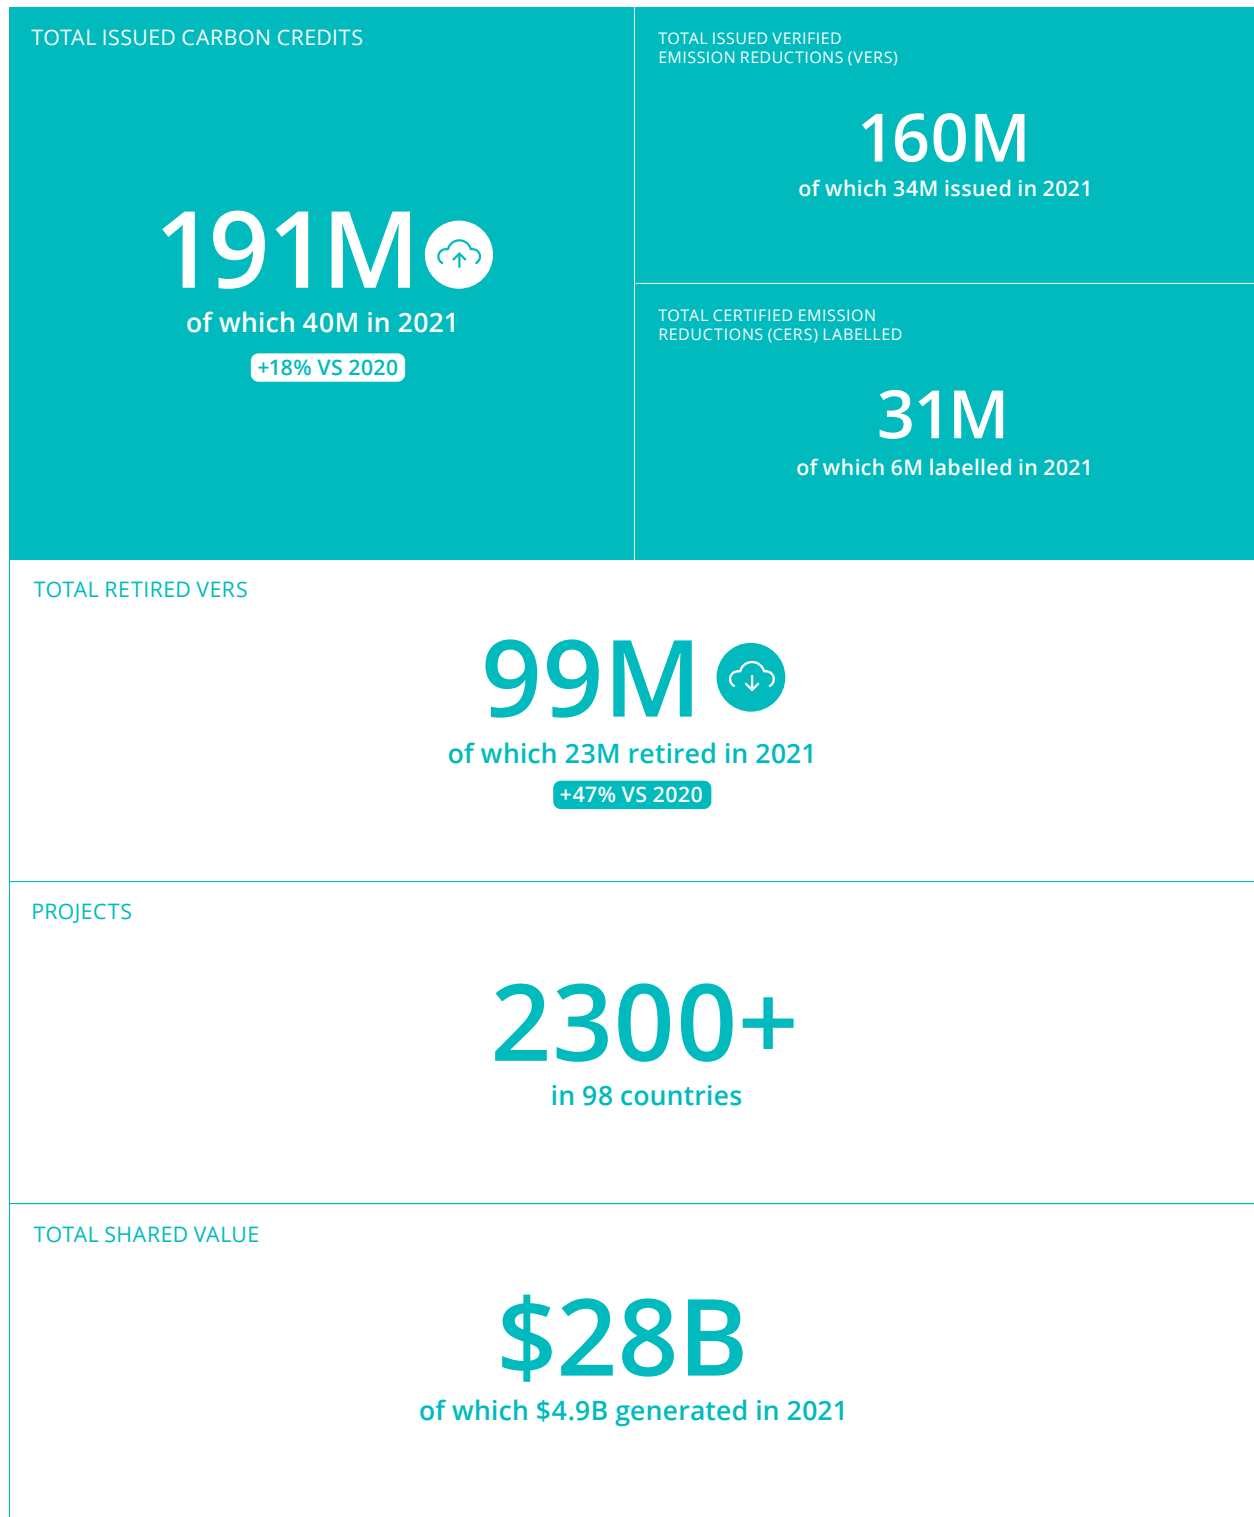 TOTAL ISSUED CARBON CREDITS
191M
of which 40M in 2021
+18% VS 2020
TOTAL ISSUED VERIFIED
EMISSION REDUCTIONS (VERS)
160M
of which 34M issued in 2021
TOTAL CERTIFIED EMISSION
REDUCTIONS (CERS) LABELLED
31M
of which 6M labelled in 2021
TOTAL RETIRED VERS
99M
of which 23M retired in 2021
+47% VS 2020
PROJECTS
2300+
in 98 countries
TOTAL SHARED VALUE
$28B
of which $4.9B generated in 2021